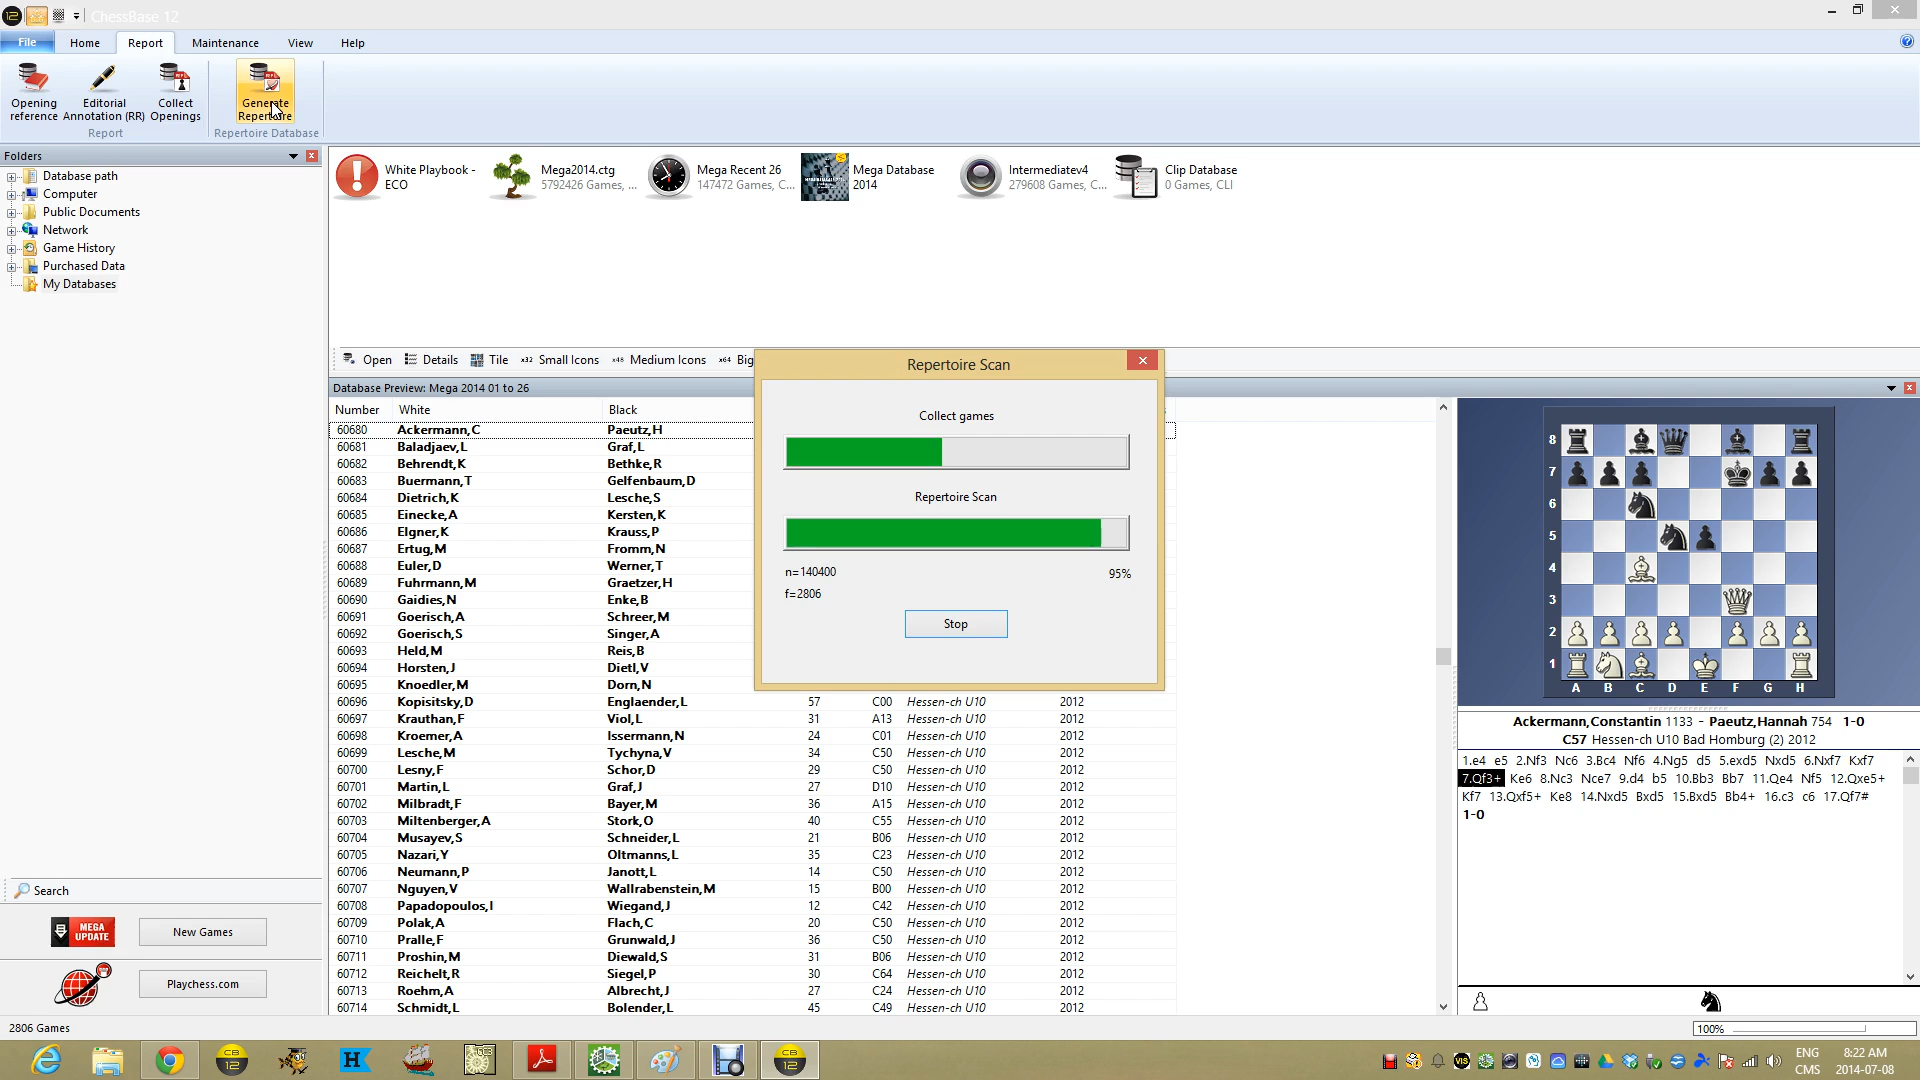 ChessBase 12
File Home Report Maintenance View Help
Opening reference
Editorial Annotation (RR)
Collect Openings
Generate Repertoire
Report
Repertoire Database
Folders
Database path
Computer
Public Documents
Network
Game History
Purchased Data
My Databases
White Playbook - ECO
Mega2014.ctg
5792426 Games, ...
Mega Recent 26
147472 Games, C...
Mega Database 2014
Intermediatev4
279608 Games, C...
Clip Database
0 Games, CLI
Open Details Tile x32 Small Icons x48 Medium Icons x64 Big
Database Preview: Mega 2014 01 to 26
Number White Black
60680 Ackermann,C Paeutz,H
60681 Baladjaev,L Graf,L
60682 Behrendt,K Bethke,R
60683 Buermann,T Gelfenbaum,D
60684 Dietrich,K Lesche,S
60685 Einecke,A Kersten,K
60686 Elgner,K Krauss,P
60687 Ertug,M Fromm,N
60688 Euler,D Werner,T
60689 Fuhrmann,M Graetzer,H
60690 Gaidies,N Enke,B
60691 Goerisch,A Schreer,M
60692 Goerisch,S Singer,A
60693 Held,M Reis,B
60694 Horsten,J Dietl,V
60695 Knoedler,M Dorn,N
60696 Kopisitsky,D Englaender,L 57 C00 Hessen-ch U10 2012
60697 Krauthan,F Viol,L 31 A13 Hessen-ch U10 2012
60698 Kroemer,A Issermann,N 24 C01 Hessen-ch U10 2012
60699 Lesche,M Tychyna,V 34 C50 Hessen-ch U10 2012
60700 Lesny,F Schor,D 29 C50 Hessen-ch U10 2012
60701 Martin,L Graf,J 27 D10 Hessen-ch U10 2012
60702 Milbradt,F Bayer,M 36 A15 Hessen-ch U10 2012
60703 Miltenberger,A Stork,O 40 C55 Hessen-ch U10 2012
60704 Musayev,S Schneider,L 21 B06 Hessen-ch U10 2012
60705 Nazari,Y Oltmanns,L 35 C23 Hessen-ch U10 2012
60706 Neumann,P Janott,L 14 C50 Hessen-ch U10 2012
60707 Nguyen,V Wallrabenstein,M 15 B00 Hessen-ch U10 2012
60708 Papadopoulos,I Wiegand,J 12 C42 Hessen-ch U10 2012
60709 Polak,A Flach,C 20 C50 Hessen-ch U10 2012
60710 Pralle,F Grunwald,J 36 C50 Hessen-ch U10 2012
60711 Proshin,M Diewald,S 31 B06 Hessen-ch U10 2012
60712 Reichelt,R Siegel,P 30 C64 Hessen-ch U10 2012
60713 Roehm,A Albrecht,J 27 C24 Hessen-ch U10 2012
60714 Schmidt,L Bolender,L 45 C49 Hessen-ch U10 2012
Repertoire Scan
Collect games
Repertoire Scan
n=140400 95%
f=2806
Stop
8
7
6
5
4
3
2
1
A B C D E F G H
Ackermann,Constantin 1133 - Paeutz,Hannah 754 1-0
C57 Hessen-ch U10 Bad Homburg (2) 2012
1.e4 e5 2.Nf3 Nc6 3.Bc4 Nf6 4.Ng5 d5 5.exd5 Nxd5 6.Nxf7 Kxf7
7.Qf3+ Ke6 8.Nc3 Nce7 9.d4 b5 10.Bb3 Bb7 11.Qe4 Nf5 12.Qxe5+
Kf7 13.Qxf5+ Ke8 14.Nxd5 Bxd5 15.Bxd5 Bb4+ 16.c3 c6 17.Qf7#
1-0
Search
MEGA UPDATE
New Games
Playchess.com
2806 Games
100%
CB 12
CB 12
ENG 8:22 AM
CMS 2014-07-08